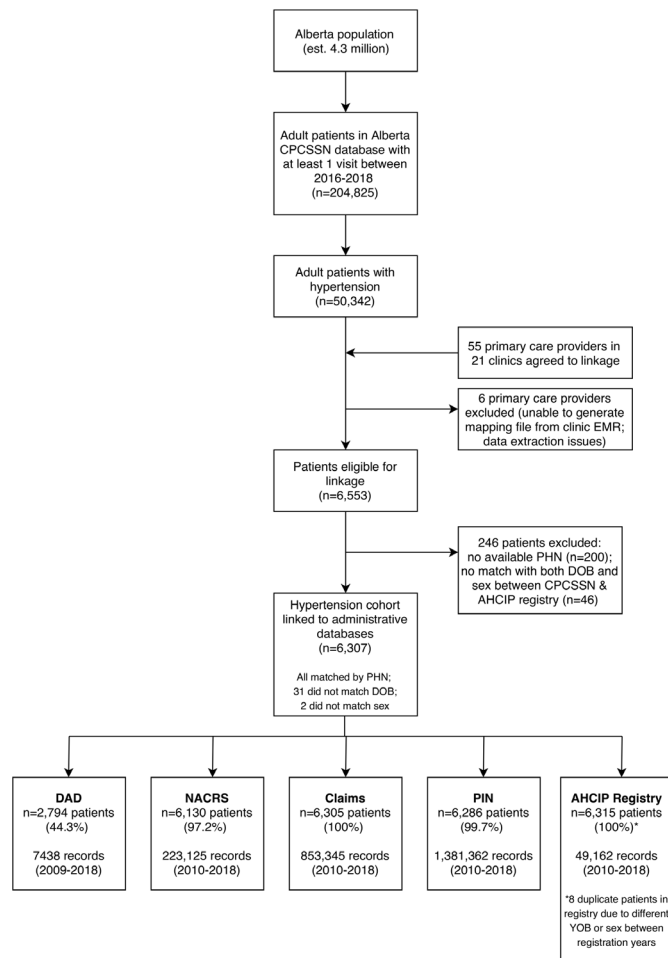 Alberta population
(est. 4.3 million)
Adult patients in Alberta
CPCSSN database with
at least 1 visit between
2016-2018
(n=204,825)
Adult patients with
hypertension
(n=50,342)
55 primary care providers in
21 clinics agreed to linkage
6 primary care providers
excluded (unable to generate
mapping file from clinic EMR;
data extraction issues)
Patients eligible for
linkage
(n=6,553)
246 patients excluded:
no available PHN (n=200);
no match with both DOB and
sex between CPCSSN &
AHCIP registry (n=46)
Hypertension cohort
linked to administrative
databases
(n=6,307)
All matched by PHN;
31 did not match DOB;
2 did not match sex
DAD
n=2,794 patients
(44.3%)
7438 records
(2009-2018)
NACRS
n=6,130 patients
(97.2%)
223,125 records
(2010-2018)
Claims
n=6,305 patients
(100%)
853,345 records
(2010-2018)
PIN
n=6,286 patients
(99.7%)
1,381,362 records
(2010-2018)
AHCIP Registry
n=6,315 patients
(100%)*
49,162 records
(2010-2018)
*8 duplicate patients in
registry due to different
YOB or sex between
registration years